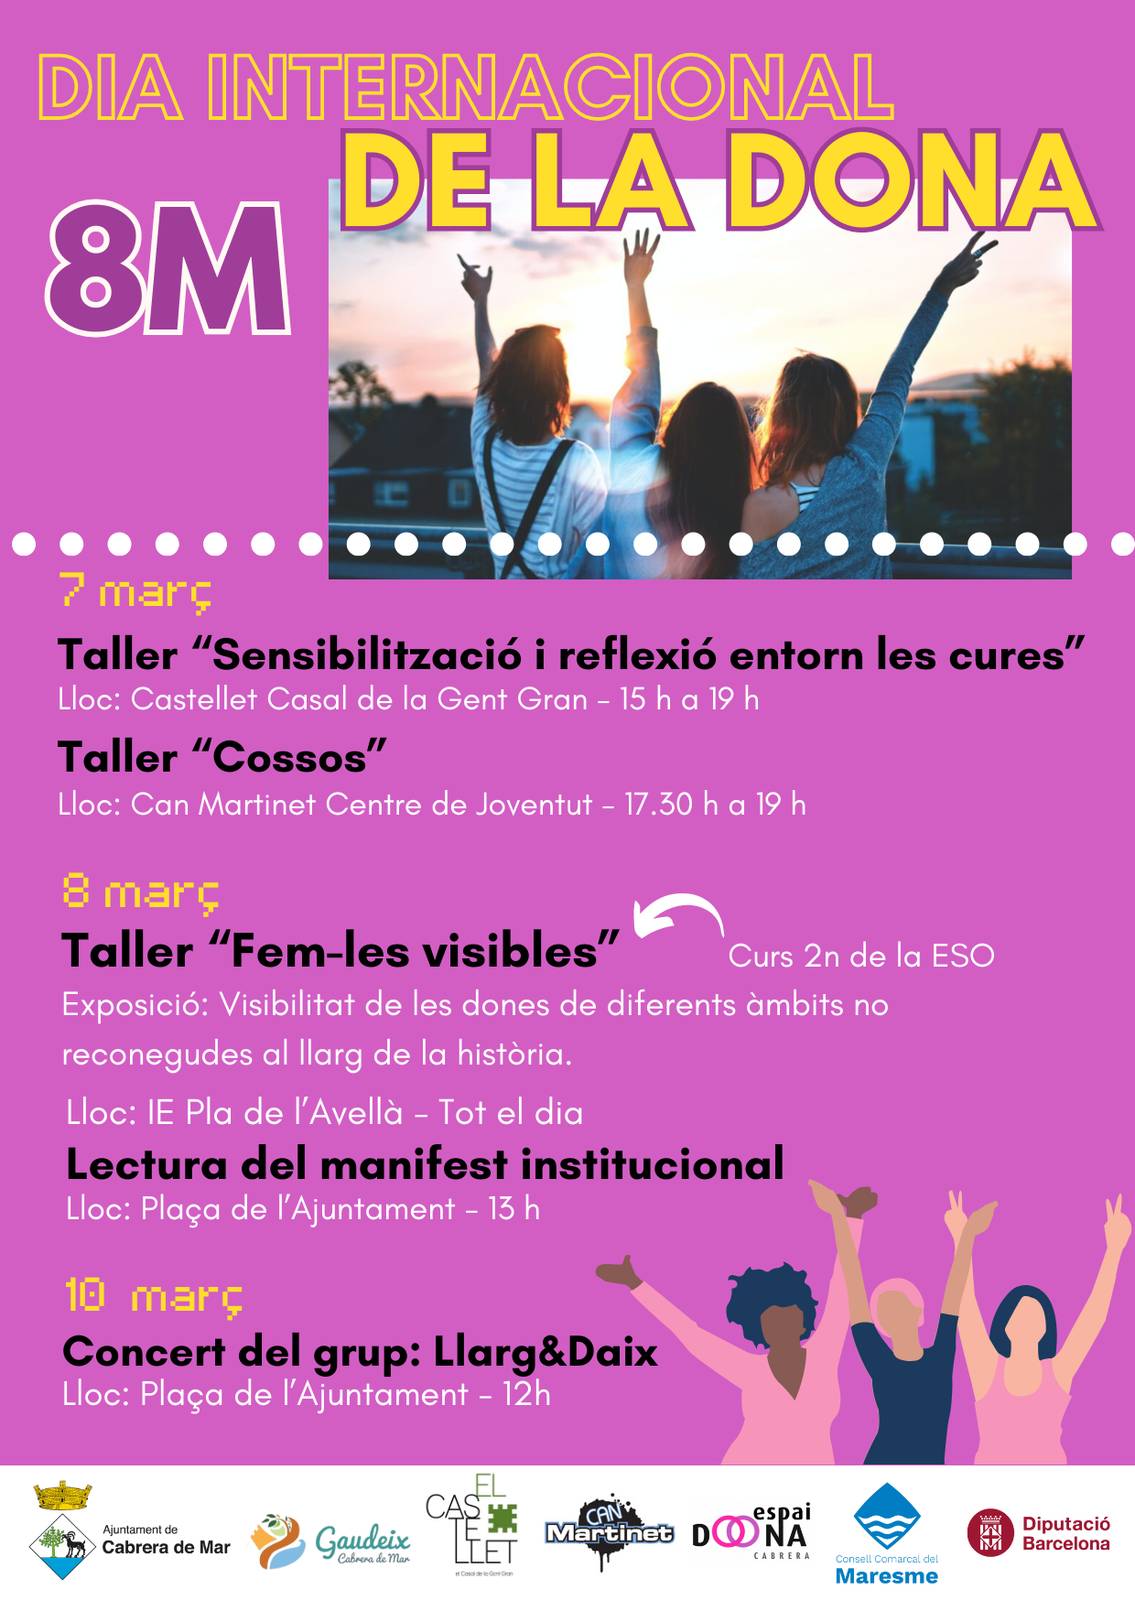 DIA INTERNACIONAL
DE LA DONA
8M
7 març
Taller “Sensibilització i reflexió entorn les cures”
Lloc: Castellet Casal de la Gent Gran - 15 h a 19 h
Taller “Cossos”
Lloc: Can Martinet Centre de Joventut - 17.30 h a 19 h
8 març
Taller “Fem-les visibles”
Curs 2n de la ESO
Exposició: Visibilitat de les dones de diferents àmbits no
reconegudes al llarg de la història.
Lloc: IE Pla de l’Avellà - Tot el dia
Lectura del manifest institucional
Lloc: Plaça de l’Ajuntament - 13 h
10 març
Concert del grup: Llarg&Daix
Lloc: Plaça de l’Ajuntament - 12h
Ajuntament de
Cabrera de Mar
Gaudeix
Cabrera de Mar
EL
CAS
TE
LLET
el Casal de la Gent Gran
CAN
Martinet
espai
DOONA
CABRERA
Consell Comarcal del
Maresme
Diputació
Barcelona